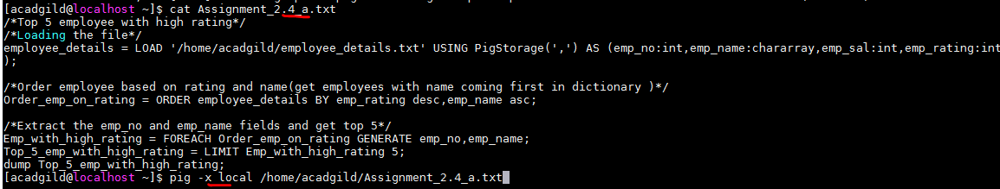 [acadgild@localhost ~]$ cat Assignment_2.4_a.txt
/*Top 5 employee with high rating*/
/*Loading the file*/
employee_details = LOAD '/home/acadgild/employee_details.txt' USING PigStorage(',') AS (emp_no:int,emp_name:chararray,emp_sal:int,emp_rating:int
);
/*Order employee based on rating and name(get employees with name coming first in dictionary )*/
Order_emp_on_rating = ORDER employee_details BY emp_rating desc,emp_name asc;
/*Extract the emp_no and emp_name fields and get top 5*/
Emp_with_high_rating = FOREACH Order_emp_on_rating GENERATE emp_no,emp_name;
Top_5_emp_with_high_rating = LIMIT Emp_with_high_rating 5;
dump Top_5_emp_with_high_rating;
[acadgild@localhost ~]$ pig -x local /home/acadgild/Assignment_2.4_a.txt